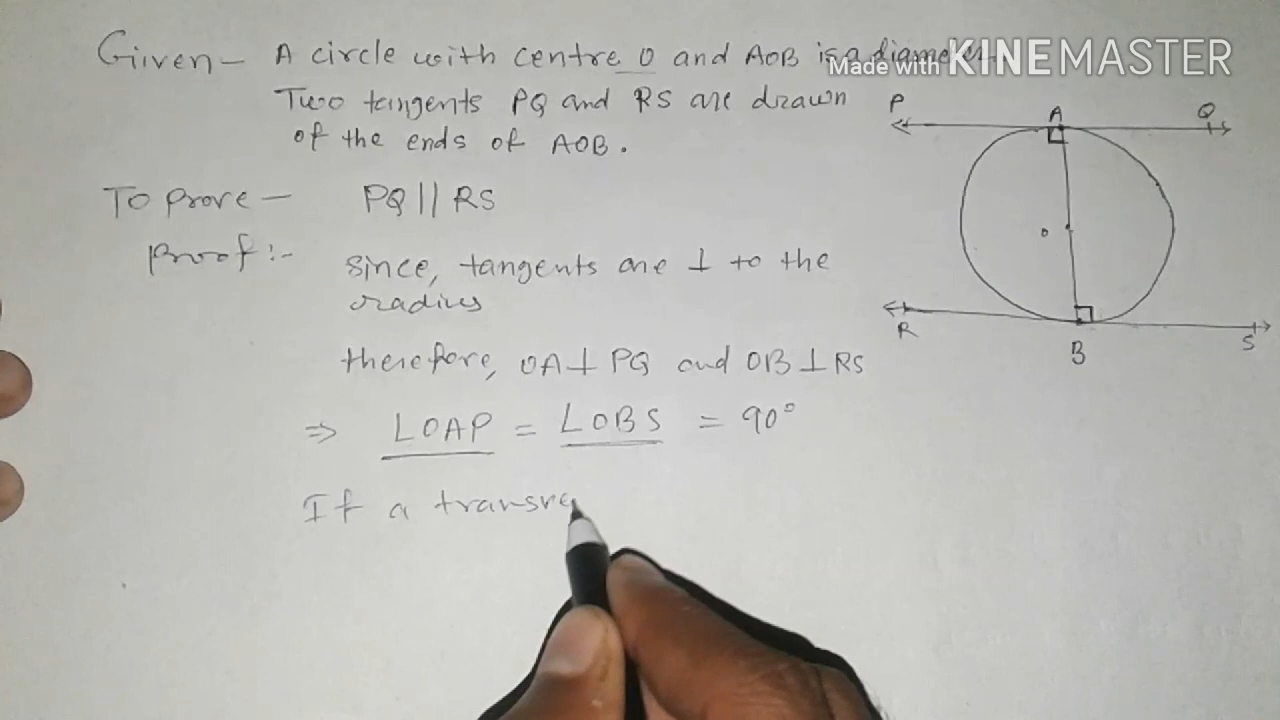 Given- A circle with centre O and AOB is a
Made with KINEMASTER
Two tangents PQ and RS are drawn
of the ends of AOB.
To prove- PQ || RS
Proof:- since, tangents are ⊥ to the
radius
therefore, OA ⊥ PQ and OB ⊥ RS
⇒ ∠OAP = ∠OBS = 90°
If a transve
P A Q
O
R B S